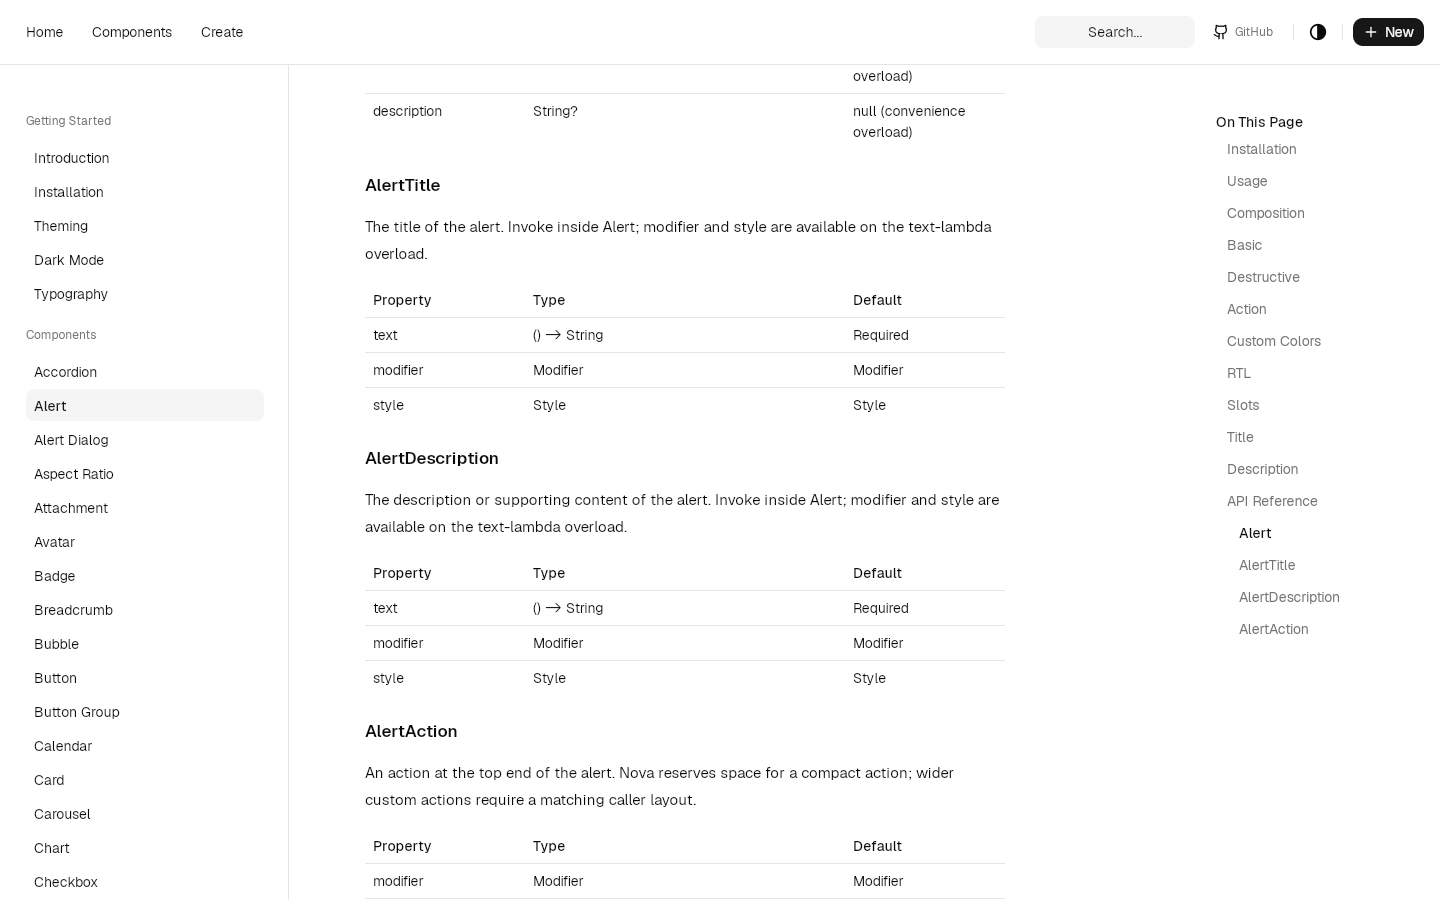 Home Components Create Search... GitHub New
Getting Started
Introduction
Installation
Theming
Dark Mode
Typography
Components
Accordion
Alert
Alert Dialog
Aspect Ratio
Attachment
Avatar
Badge
Breadcrumb
Bubble
Button
Button Group
Calendar
Card
Carousel
Chart
Checkbox
overload)
description String? null (convenience
overload)
AlertTitle
The title of the alert. Invoke inside Alert; modifier and style are available on the text-lambda
overload.
Property Type Default
text () -> String Required
modifier Modifier Modifier
style Style Style
AlertDescription
The description or supporting content of the alert. Invoke inside Alert; modifier and style are
available on the text-lambda overload.
Property Type Default
text () -> String Required
modifier Modifier Modifier
style Style Style
AlertAction
An action at the top end of the alert. Nova reserves space for a compact action; wider
custom actions require a matching caller layout.
Property Type Default
modifier Modifier Modifier
On This Page
Installation
Usage
Composition
Basic
Destructive
Action
Custom Colors
RTL
Slots
Title
Description
API Reference
Alert
AlertTitle
AlertDescription
AlertAction